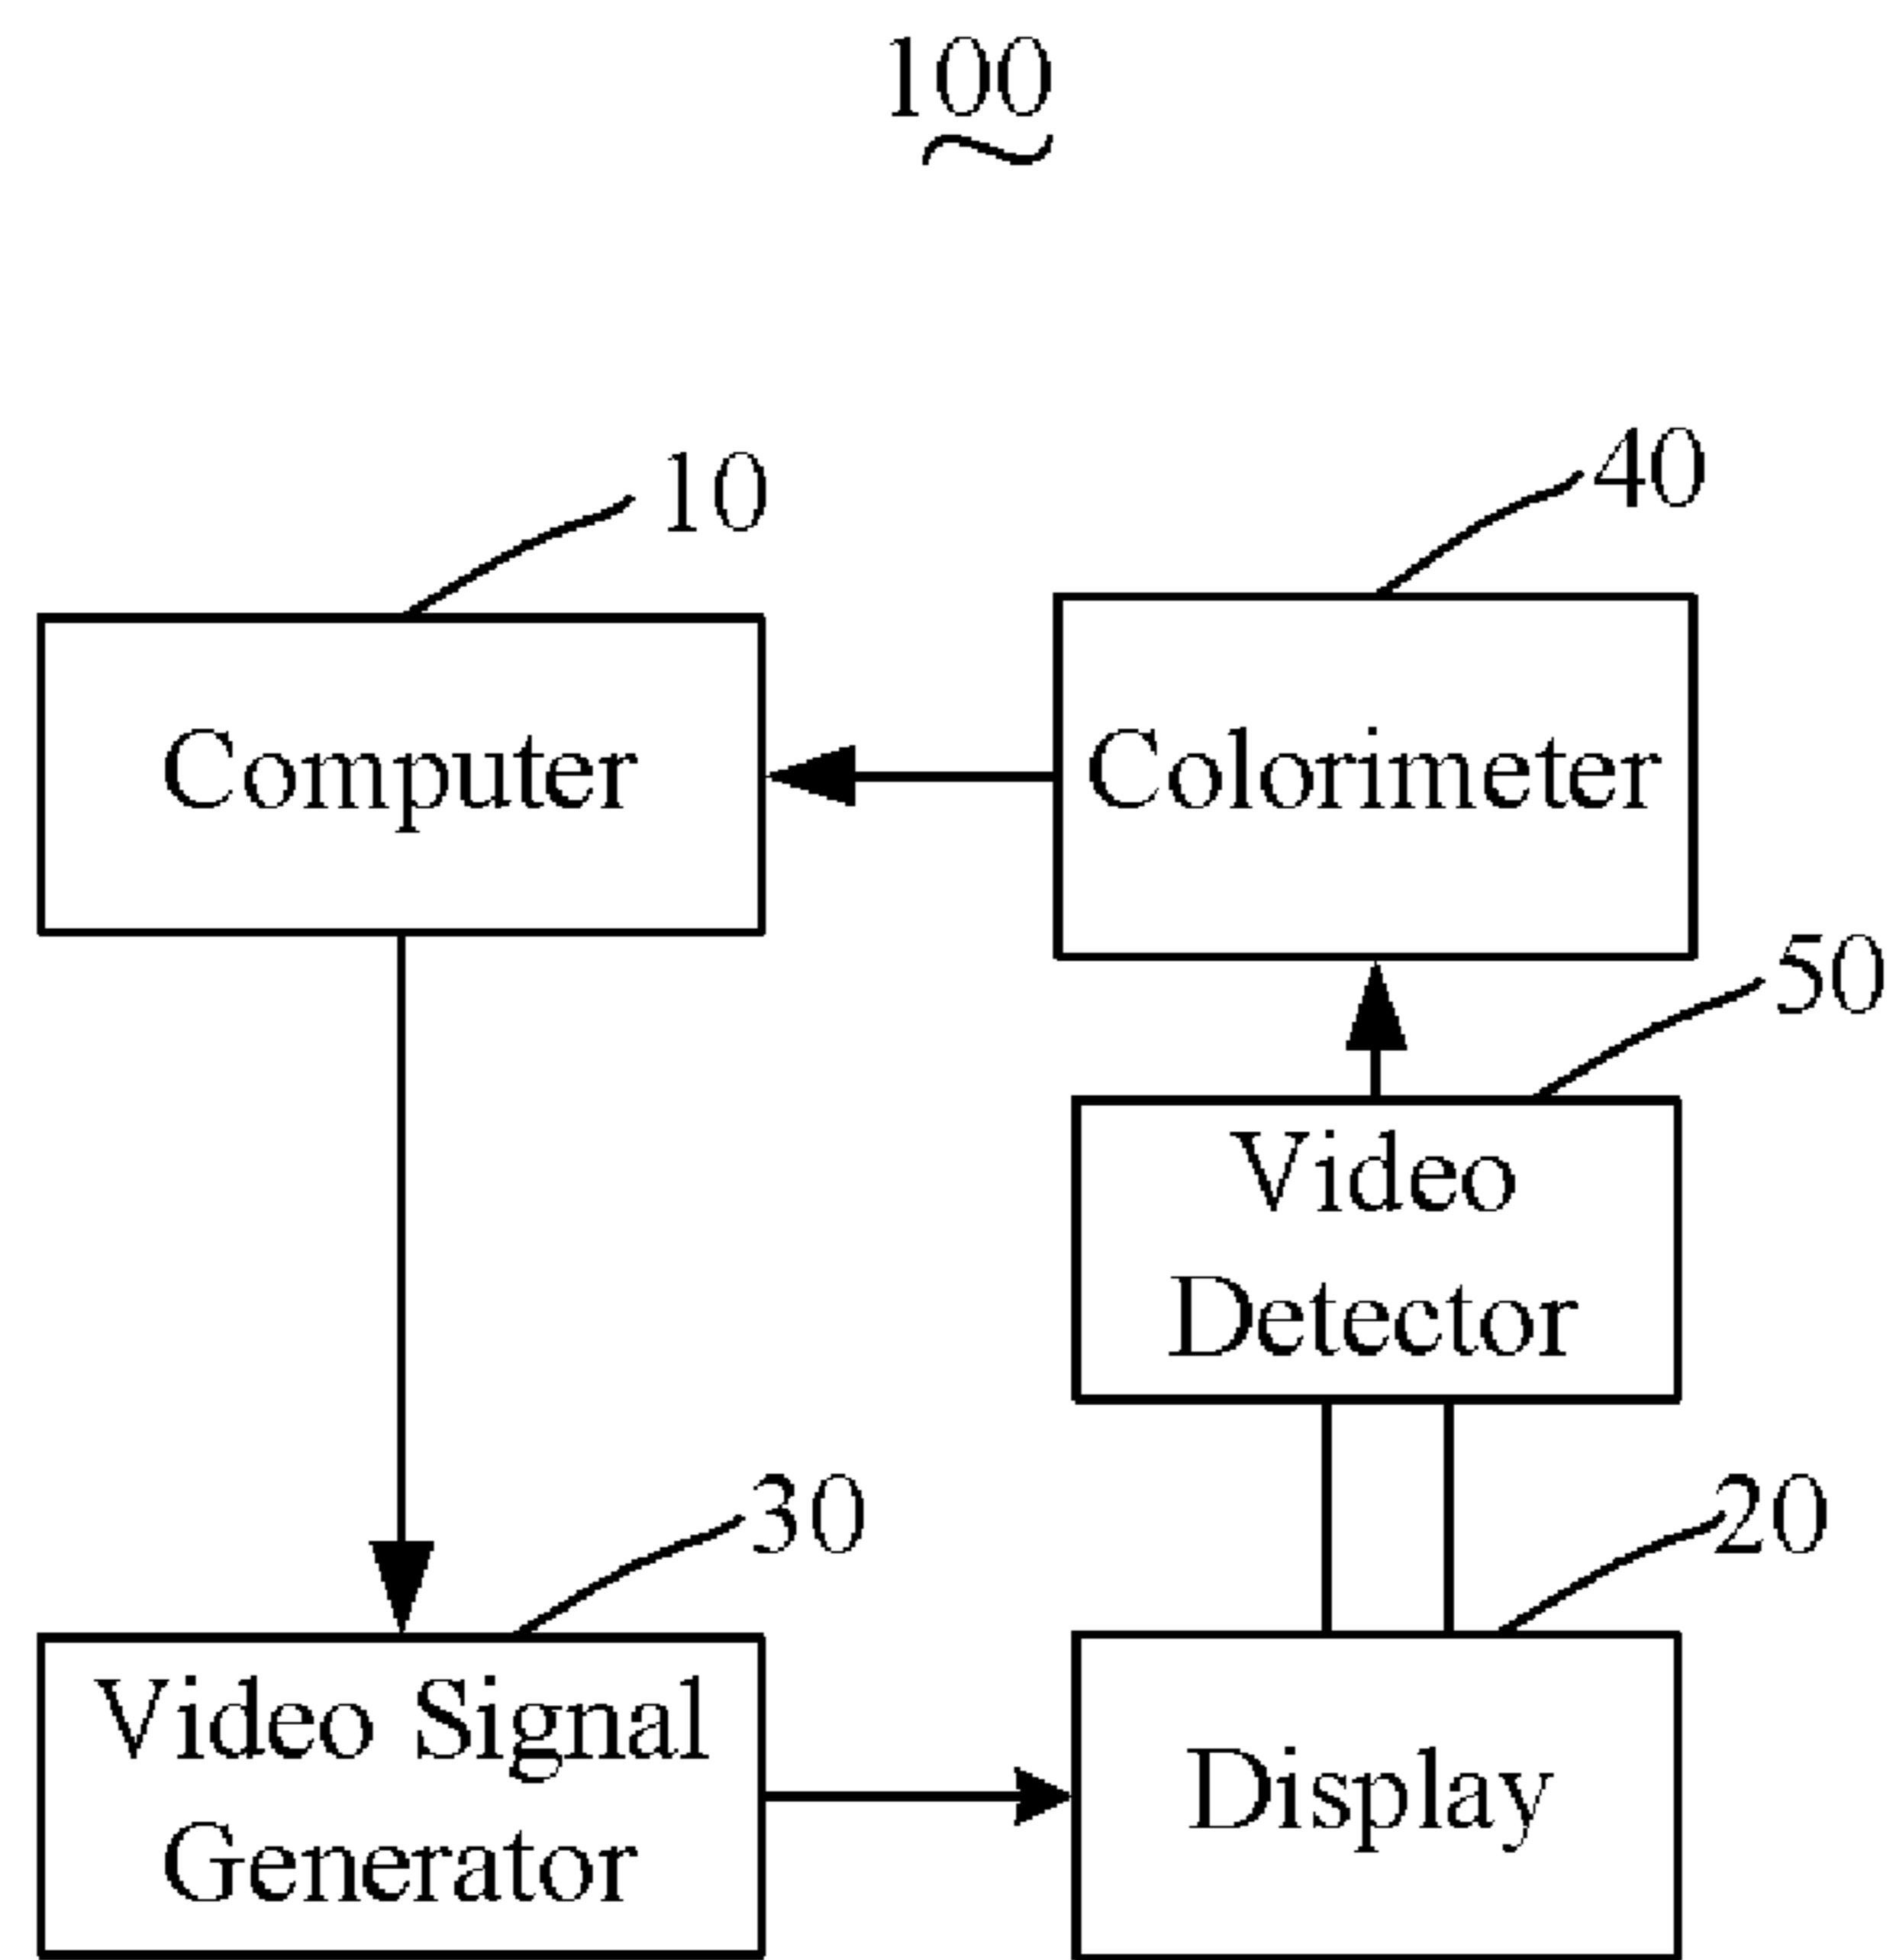 100
10
40
Computer
Colorimeter
50
Video
Detector
30
20
Video Signal
Generator
Display